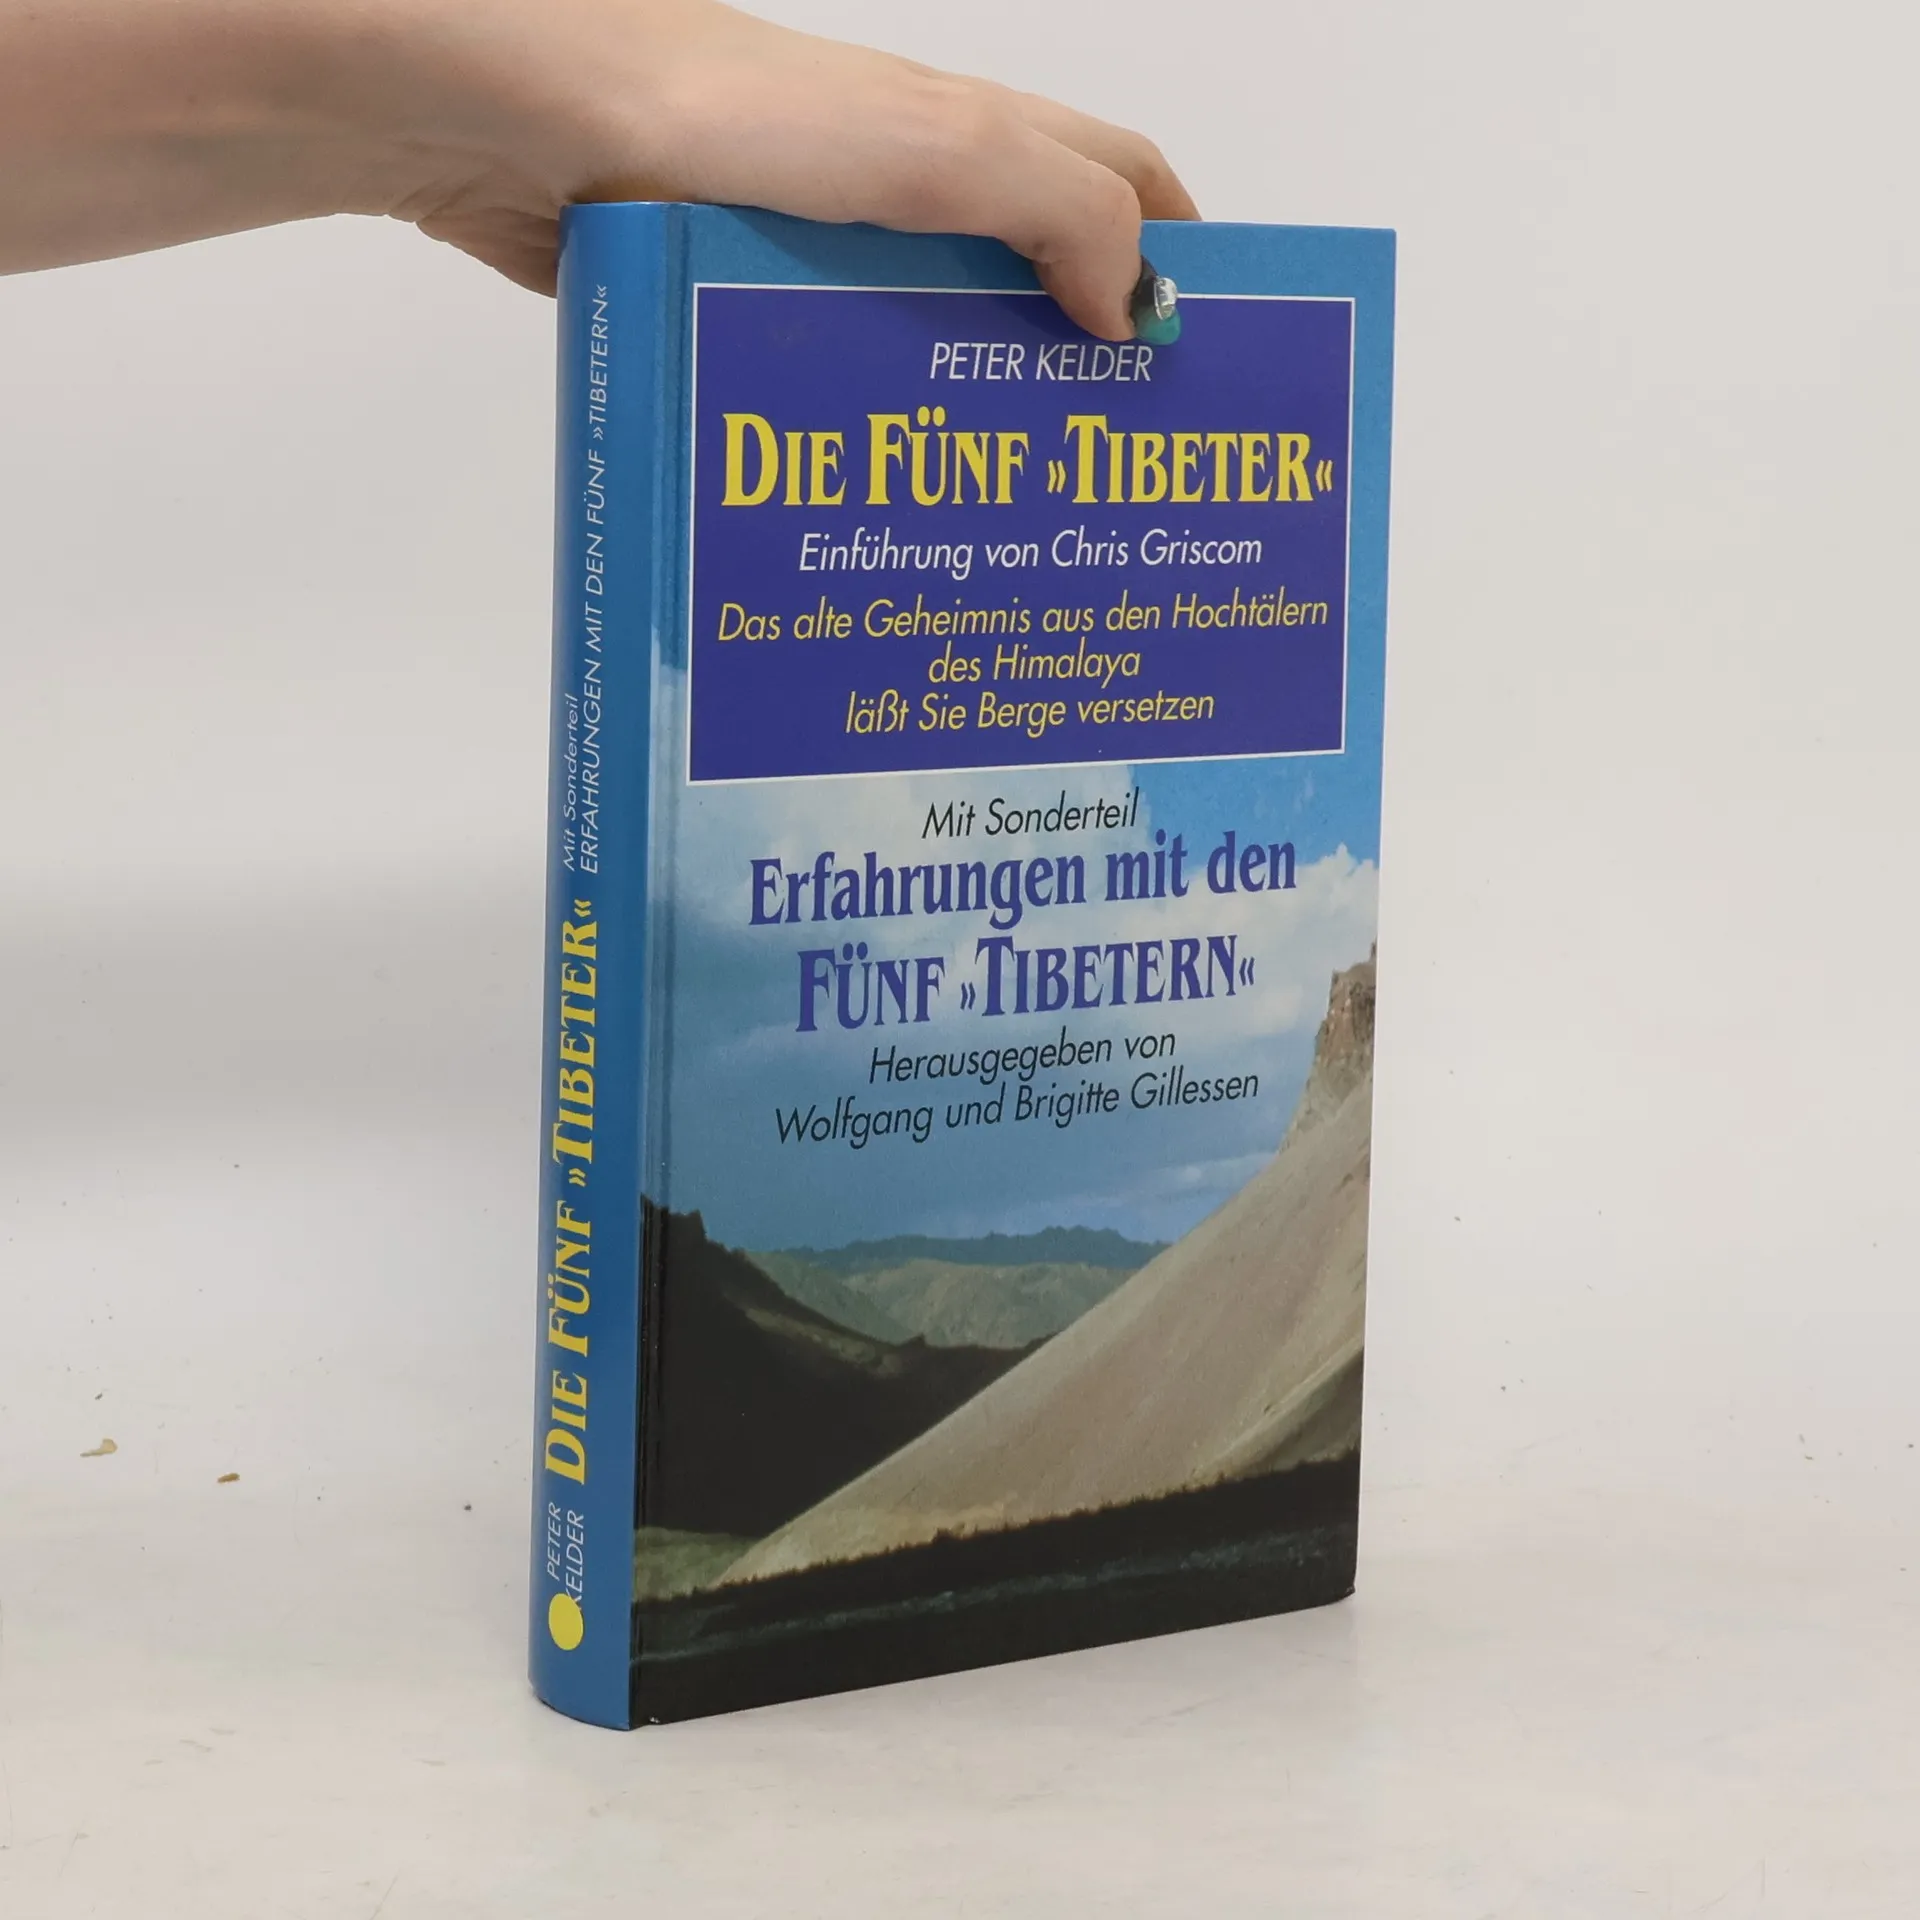 PETER KELDER
DIE FÜNF »TIBETER«
Einführung von Chris Griscom
Das alte Geheimnis aus den Hochtälern
des Himalaya
läßt Sie Berge versetzen
Mit Sonderteil
Erfahrungen mit den
FÜNF »TIBETERN«
Herausgegeben von
Wolfgang und Brigitte Gillessen
PETER
KELDER
DIE FÜNF »TIBETER«
Mit Sonderteil
ERFAHRUNGEN MIT DEN FÜNF »TIBETERN«